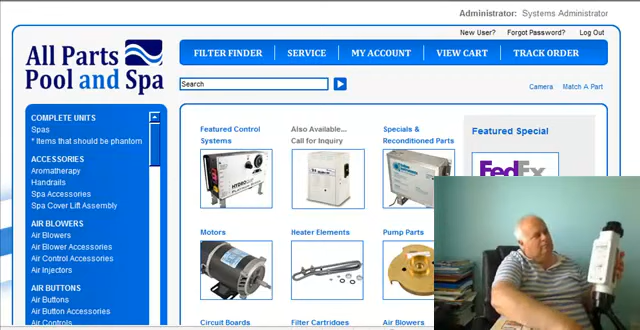 Administrator: Systems Administrator
New User? Forgot Password? Log Out
All Parts
Pool and Spa
FILTER FINDER SERVICE MY ACCOUNT VIEW CART TRACK ORDER
Search
Camera Match A Part
COMPLETE UNITS
Spas
* Items that should be phantom
ACCESSORIES
Aromatherapy
Handrails
Spa Accessories
Spa Cover Lift Assembly
AIR BLOWERS
Air Blowers
Air Blower Accessories
Air Control Accessories
Air Injectors
AIR BUTTONS
Air Buttons
Air Button Accessories
Air Controls
Featured Control
Systems
Also Available...
Call for Inquiry
Specials &
Reconditioned Parts
Featured Special
FedEx
Motors
Heater Elements
Pump Parts
Circuit Boards
Filter Cartridges
Air Blowers